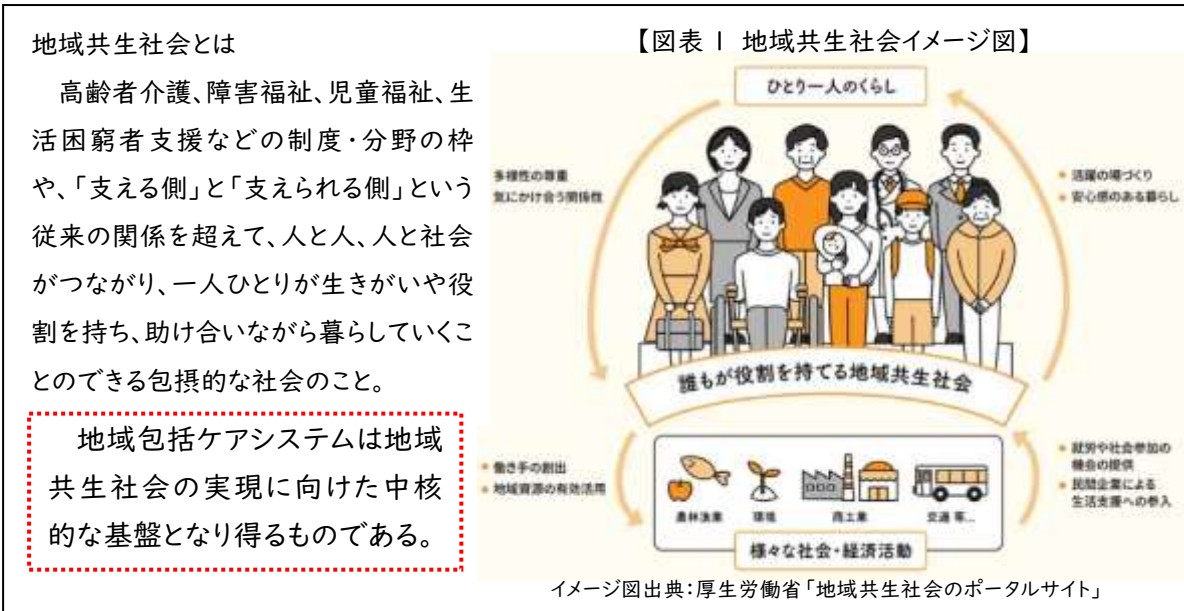 地域共生社会とは
高齢者介護、障害福祉、児童福祉、生
活困窮者支援などの制度・分野の枠
や、「支える側」と「支えられる側」という
従来の関係を超えて、人と人、人と社会
がつながり、一人ひとりが生きがいや役
割を持ち、助け合いながら暮らしていくこ
とのできる包摂的な社会のこと。
地域包括ケアシステムは地域
共生社会の実現に向けた中核
的な基盤となり得るものである。
【図表1 地域共生社会イメージ図】
ひとり一人のくらし
多様性の尊重
気にかけ合う関係性
● 活躍の場づくり
● 安心感のある暮らし
誰もが役割を持てる地域共生社会
● 働き手の創出
● 地域資源の有効活用
● 就労や社会参加の
機会の提供
● 民間企業による
生活支援への参入
農林漁業
環境
商工業
交通 等...
様々な社会・経済活動
イメージ図出典:厚生労働省「地域共生社会のポータルサイト」